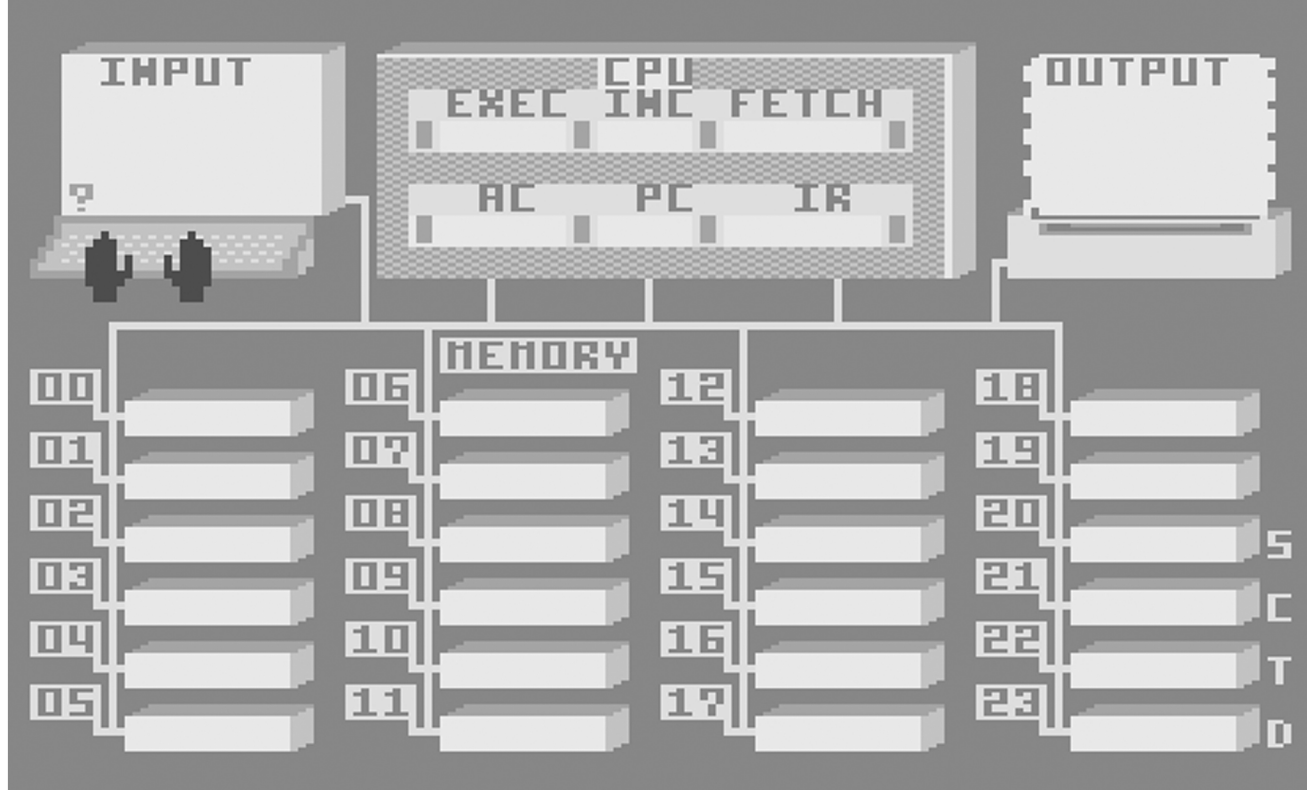 INPUT
?
CPU
EXEC INC FETCH
AC PC IR
OUTPUT
MEMORY
00 06 12 18
01 07 13 19
02 08 14 20 S
03 09 15 21 C
04 10 16 22 T
05 11 17 23 D